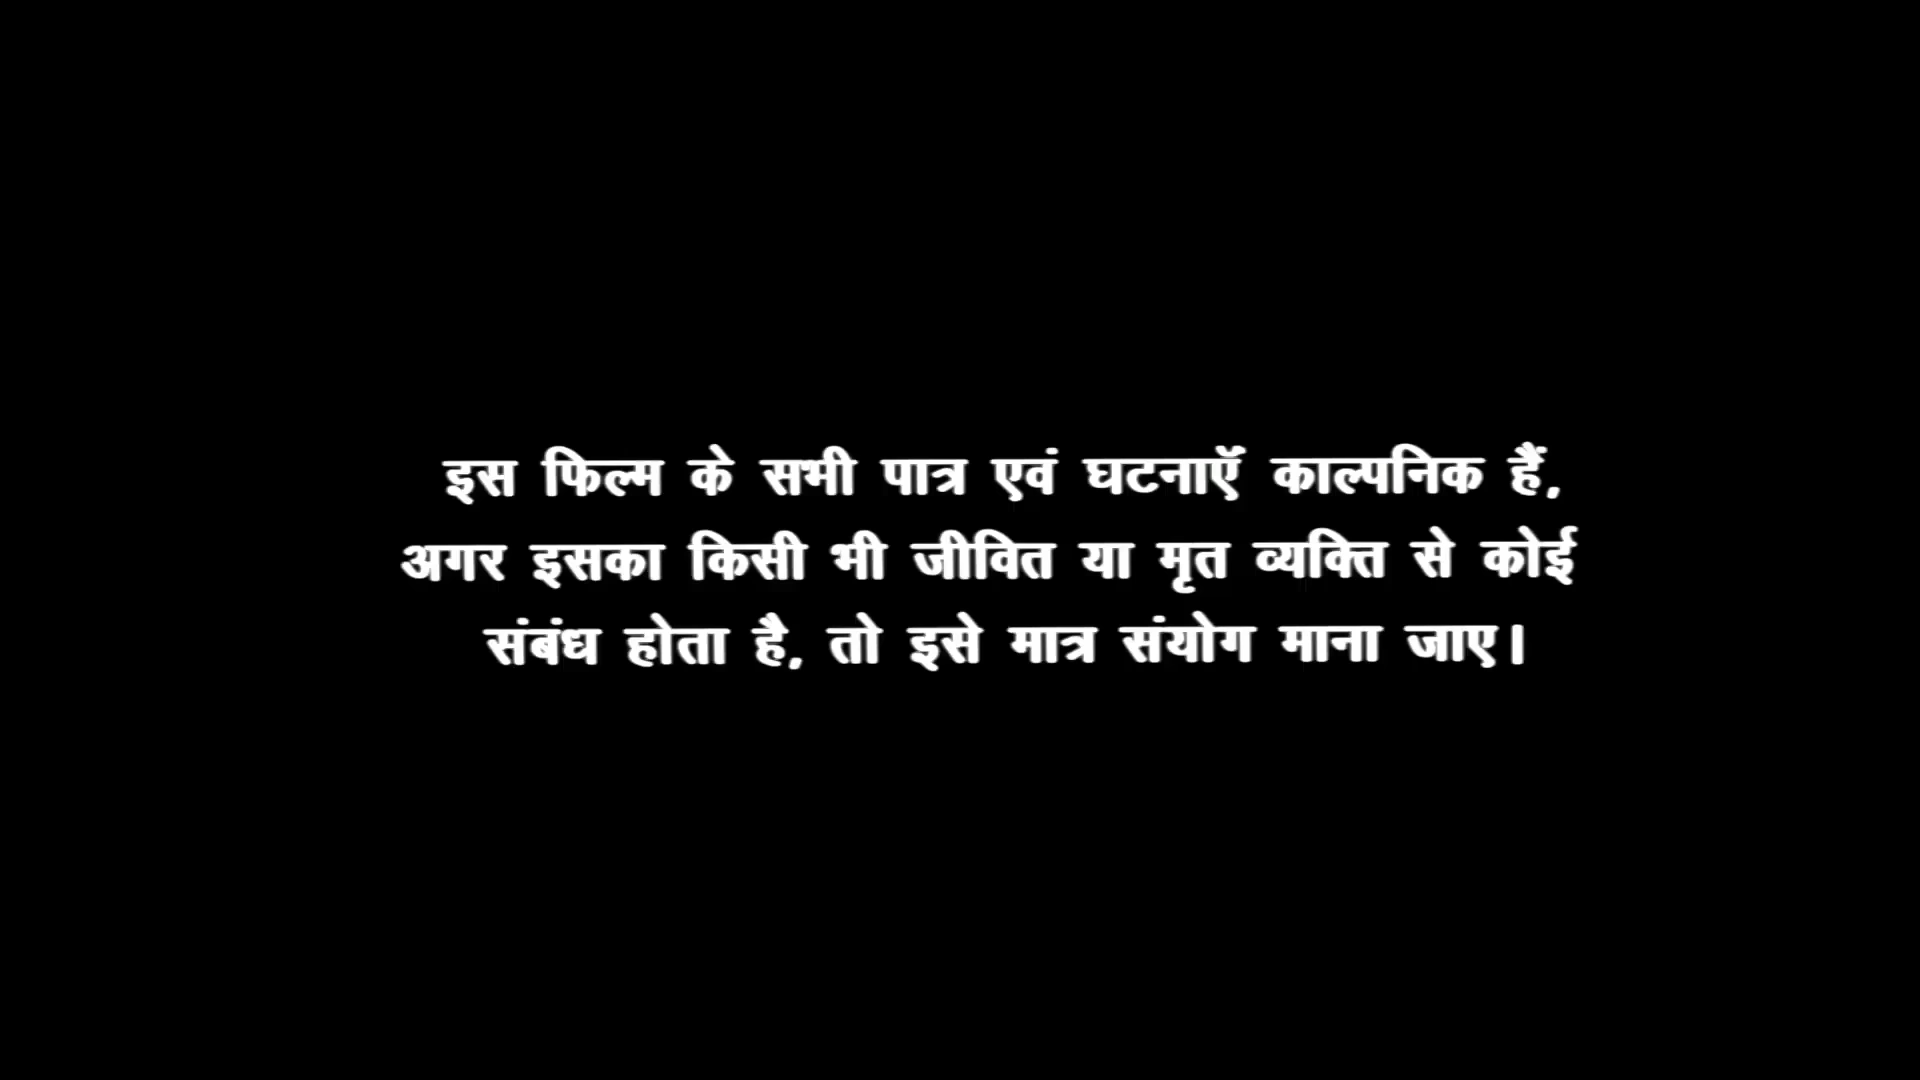 इस फिल्म के सभी पात्र एवं घटनाएँ काल्पनिक हैं,
अगर इसका किसी भी जीवित या मृत व्यक्ति से कोई
संबंध होता है, तो इसे मात्र संयोग माना जाए।